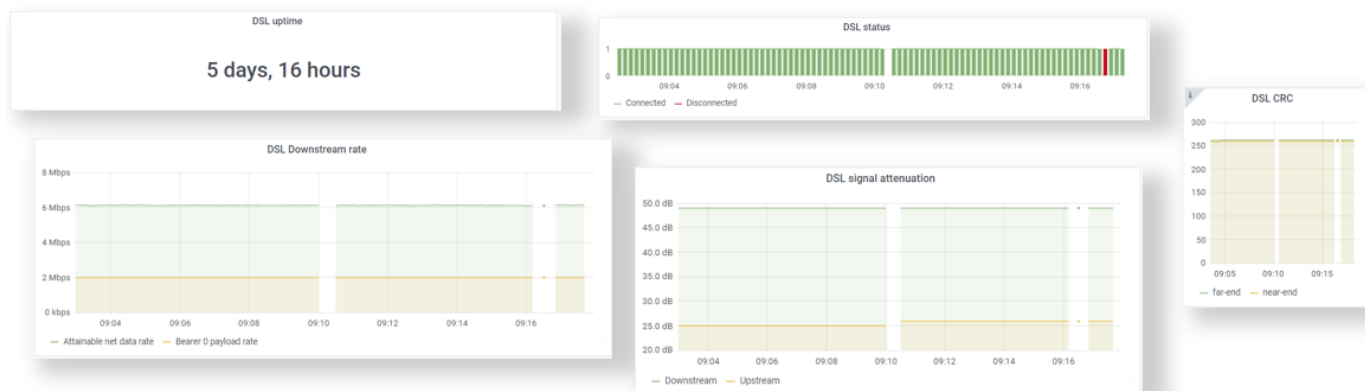 DSL uptime
5 days, 16 hours
DSL status
1
0
09:04 09:06 09:08 09:10 09:12 09:14 09:16
Connected Disconnected
DSL Downstream rate
8 Mbps
6 Mbps
4 Mbps
2 Mbps
0 kbps
09:04 09:06 09:08 09:10 09:12 09:14 09:16
Attainable net data rate Bearer 0 payload rate
DSL signal attenuation
50.0 dB
45.0 dB
40.0 dB
35.0 dB
30.0 dB
25.0 dB
20.0 dB
09:04 09:06 09:08 09:10 09:12 09:14 09:16
Downstream Upstream
i
DSL CRC
300
250
200
150
100
50
0
09:05 09:10 09:15
far-end near-end